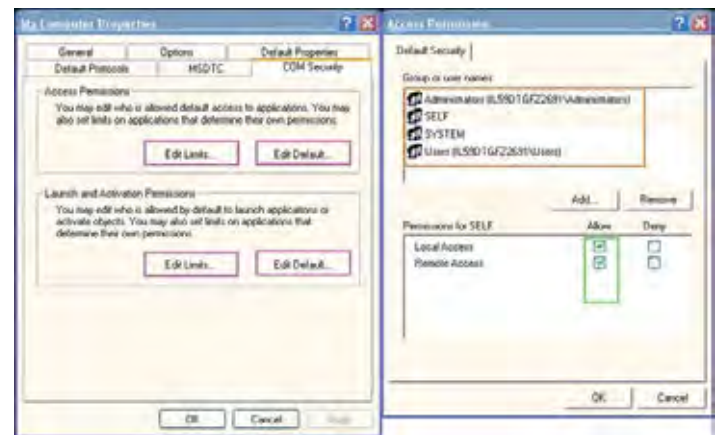 My Computer Properties
General Options Default Properties
Default Protocols MSDTC COM Security
Access Permissions
You may edit who is allowed default access to applications. You may
also set limits on applications that determine their own permissions.
Edit Limits... Edit Default...
Launch and Activation Permissions
You may edit who is allowed by default to launch applications or
activate objects. You may also set limits on applications that
determine their own permissions.
Edit Limits... Edit Default...
OK Cancel Apply
Access Permissions
Default Security
Group or user names:
Administrators
SELF
SYSTEM
Users
Add... Remove
Permissions for SELF Allow Deny
Local Access
Remote Access
OK Cancel